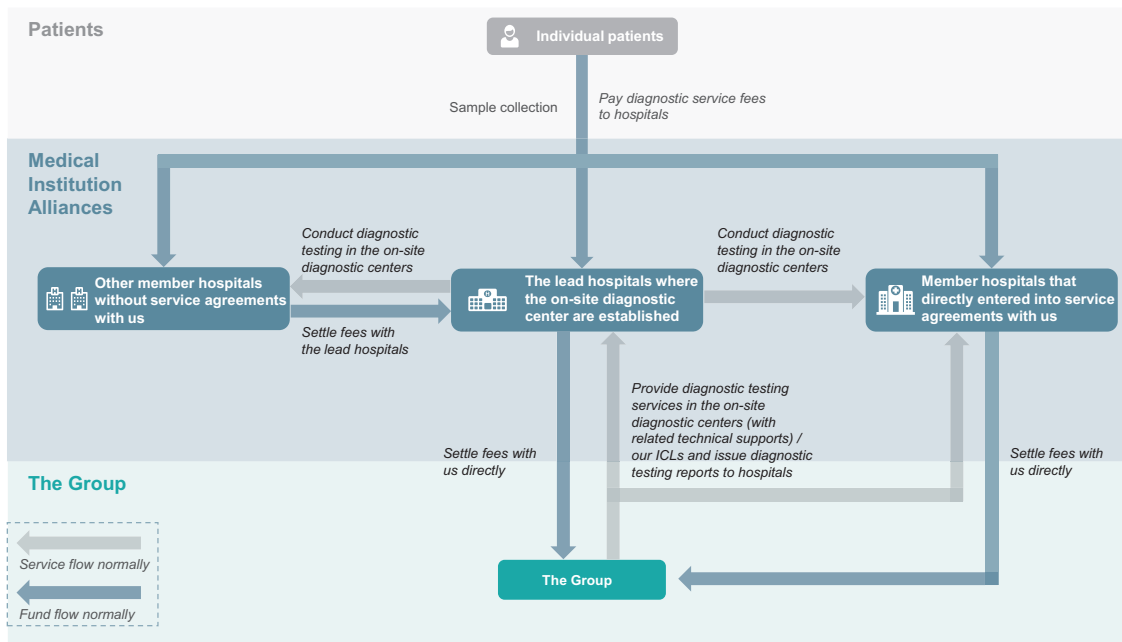 Patients
Individual patients
Sample collection
Pay diagnostic service fees
to hospitals
Medical
Institution
Alliances
Conduct diagnostic
testing in the on-site
diagnostic centers
Conduct diagnostic
testing in the on-site
diagnostic centers
Other member hospitals
without service agreements
with us
The lead hospitals where
the on-site diagnostic
center are established
Member hospitals that
directly entered into service
agreements with us
Settle fees with
the lead hospitals
Provide diagnostic testing
services in the on-site
diagnostic centers (with
related technical supports) /
our ICLs and issue diagnostic
testing reports to hospitals
Settle fees with
us directly
Settle fees with
us directly
The Group
Service flow normally
Fund flow normally
The Group